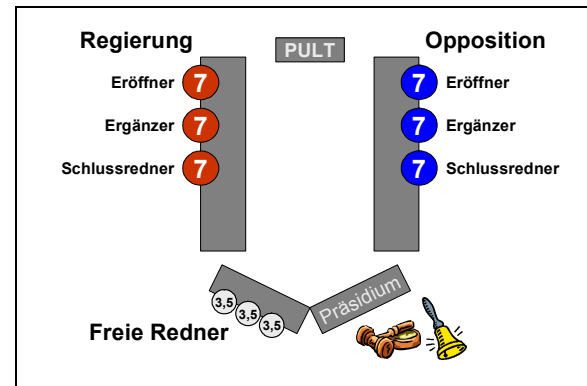 Regierung
PULT
Opposition
Eröffner 7
7 Eröffner
Ergänzer 7
7 Ergänzer
Schlussredner 7
7 Schlussredner
3,5 3,5 3,5
Präsidium
Freie Redner